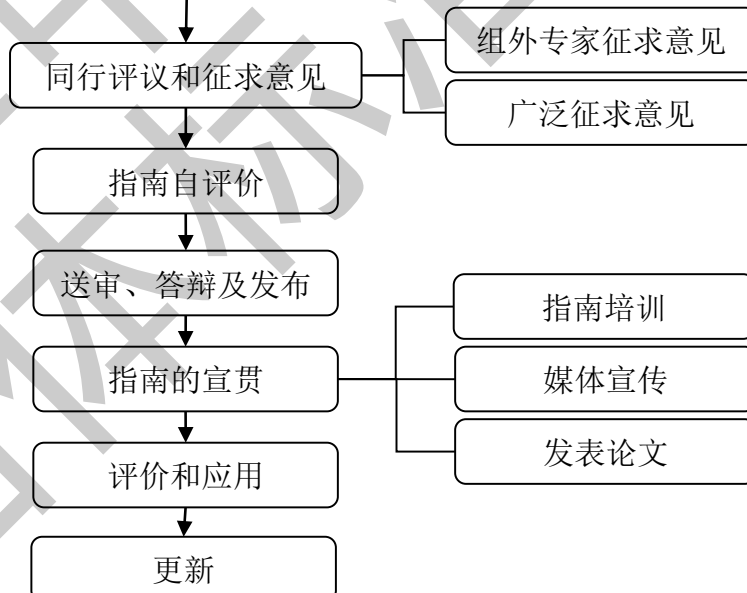 同行评议和征求意见
组外专家征求意见
广泛征求意见
指南自评价
送审、答辩及发布
指南的宣贯
指南培训
媒体宣传
发表论文
评价和应用
更新